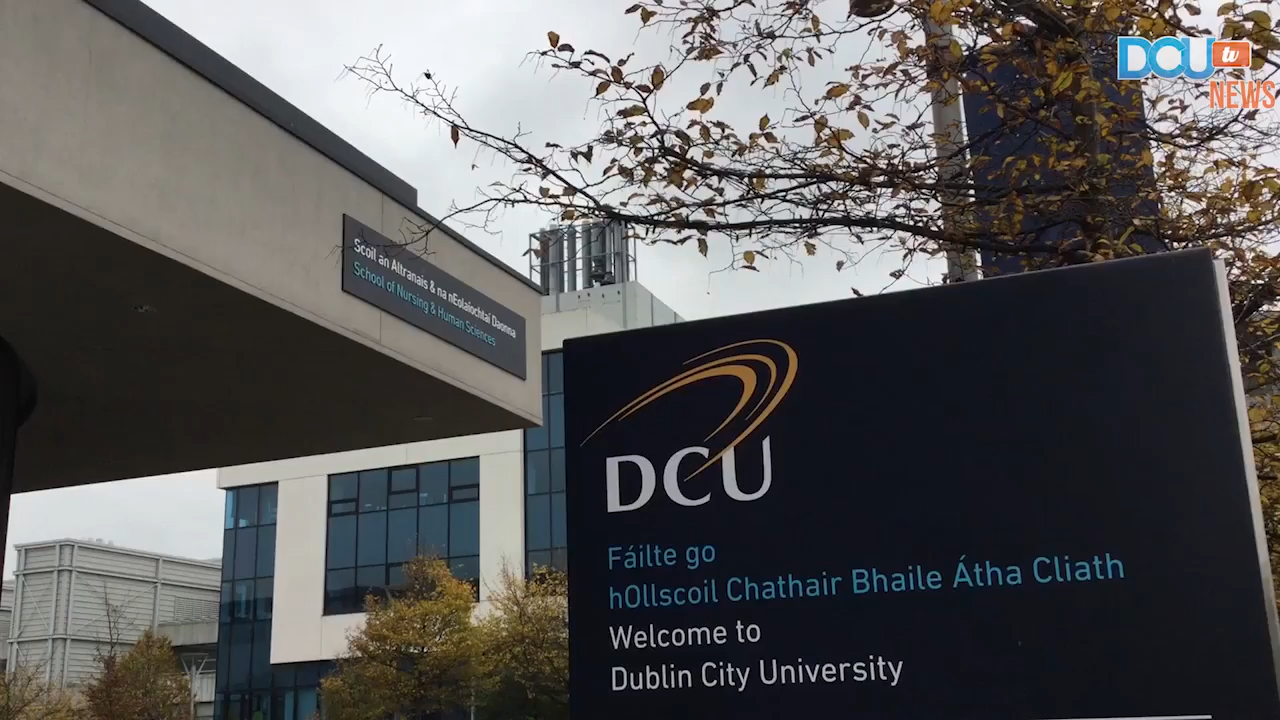 DCU tv
NEWS
Scoil an Altranais & na nEolaíochtaí Daonna
School of Nursing & Human Sciences
DCU
Fáilte go
hOllscoil Chathair Bhaile Átha Cliath
Welcome to
Dublin City University